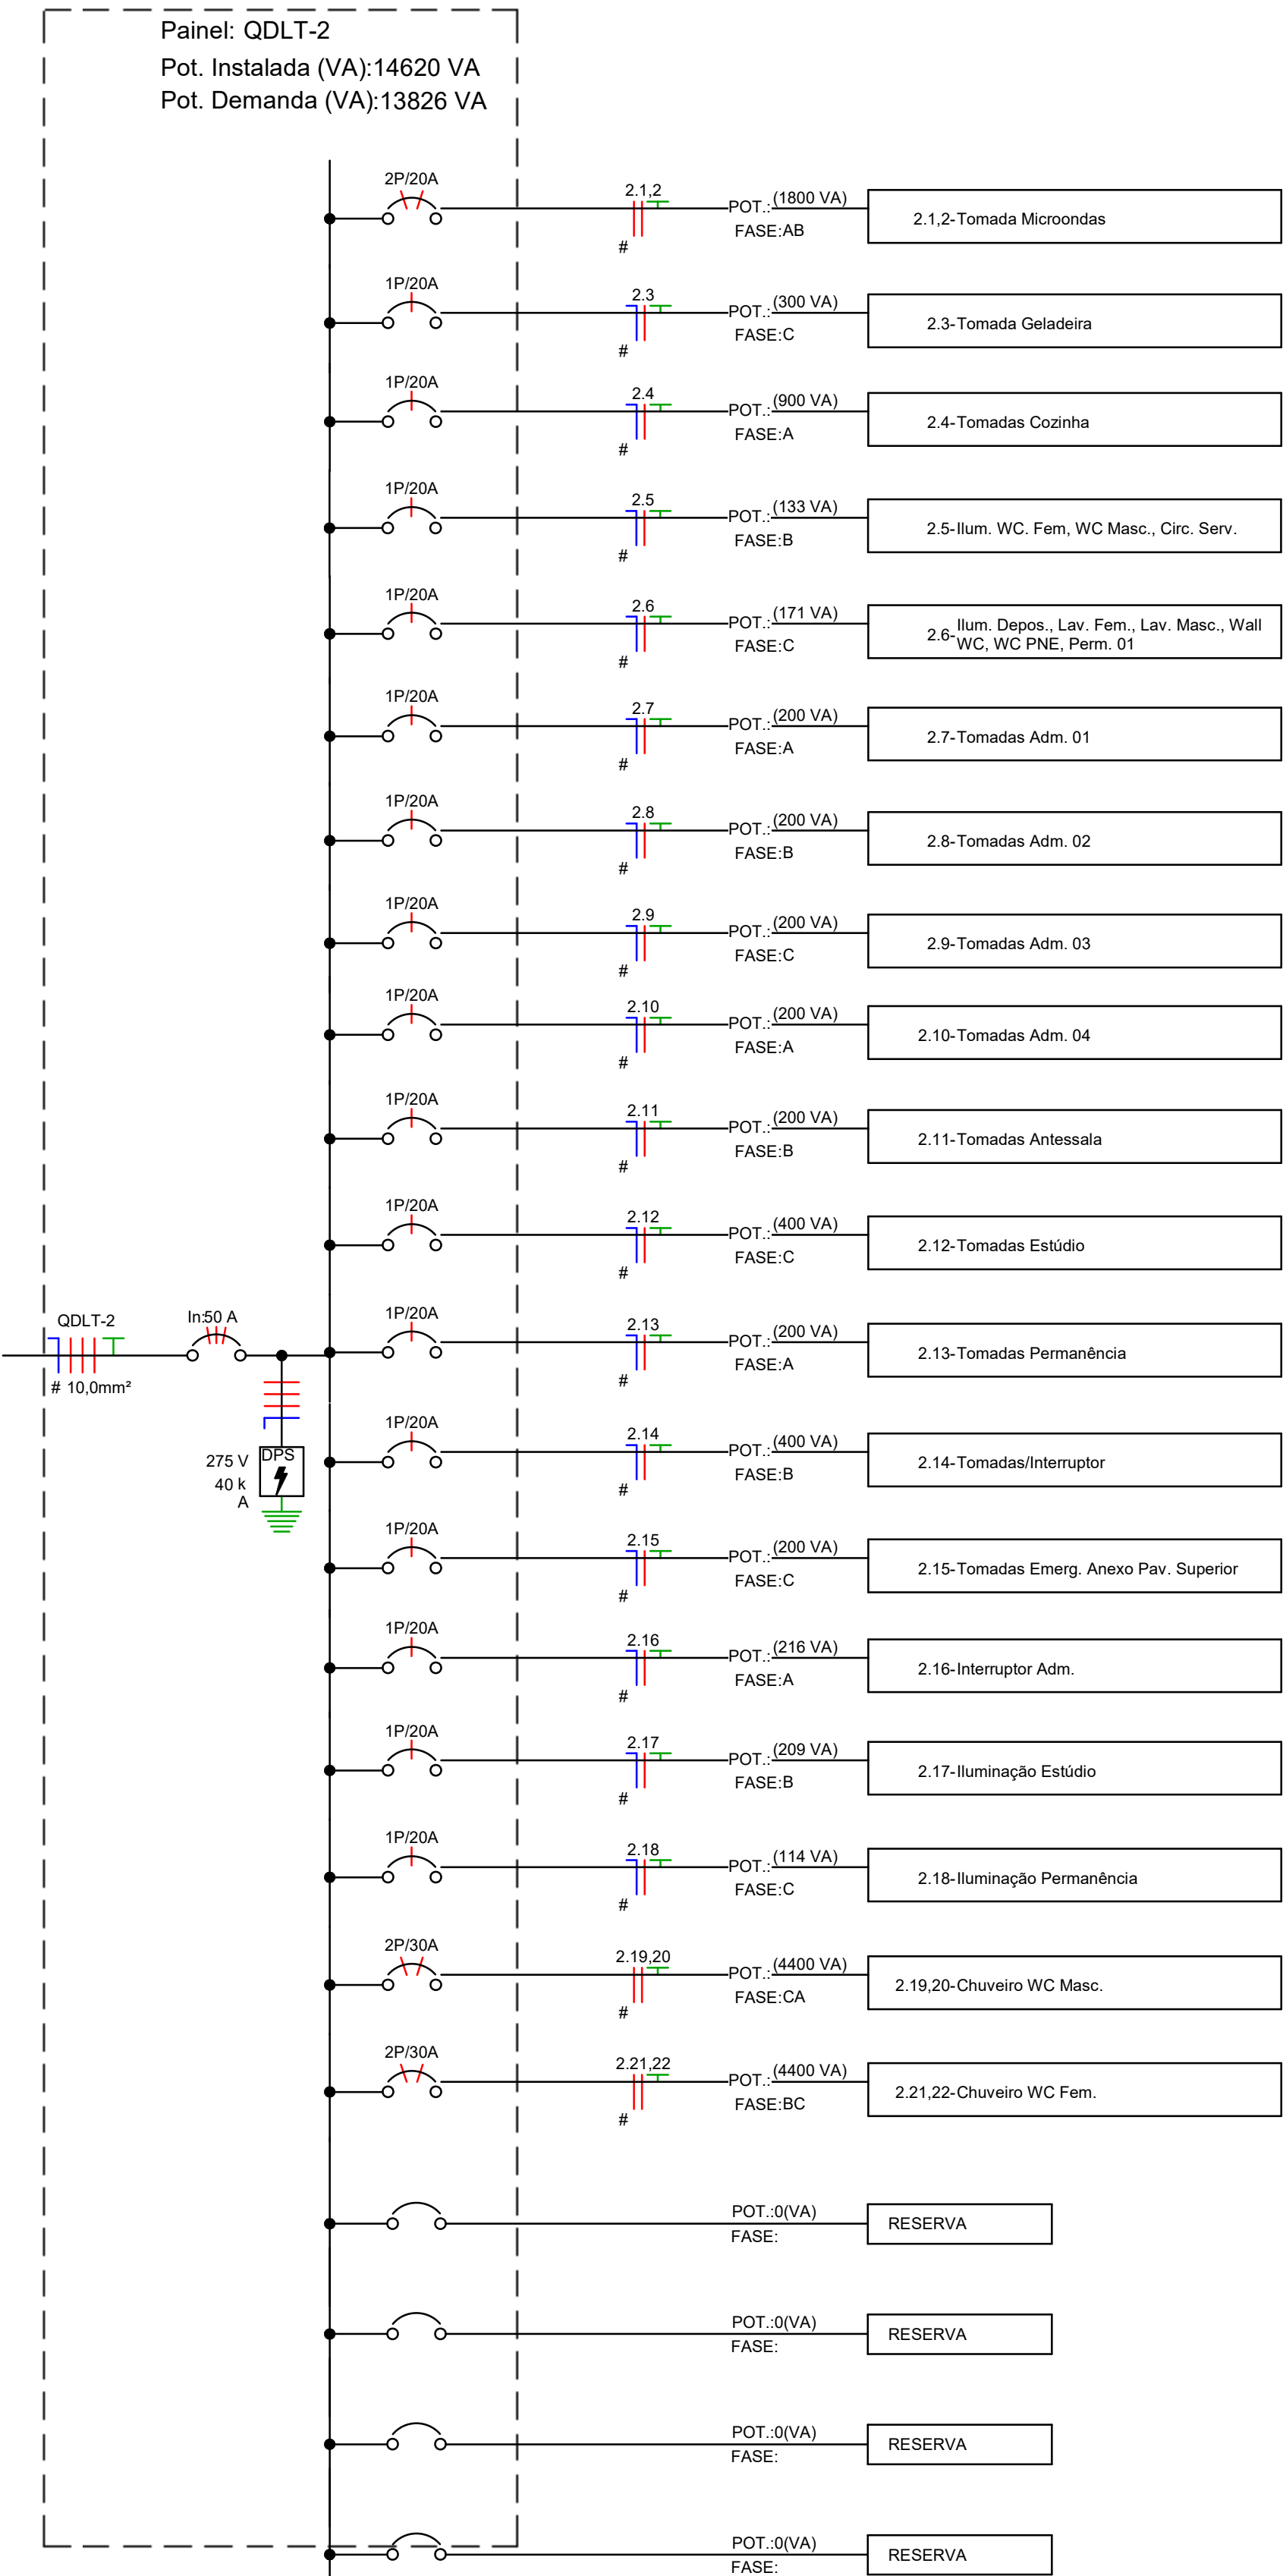 Painel: QDLT-2
Pot. Instalada (VA):14620 VA
Pot. Demanda (VA):13826 VA
2P/20A
2.1,2
#
POT.:(1800 VA)
FASE:AB
2.1,2-Tomada Microondas
1P/20A
2.3
#
POT.:(300 VA)
FASE:C
2.3-Tomada Geladeira
1P/20A
2.4
#
POT.:(900 VA)
FASE:A
2.4-Tomadas Cozinha
1P/20A
2.5
#
POT.:(133 VA)
FASE:B
2.5-Ilum. WC. Fem, WC Masc., Circ. Serv.
1P/20A
2.6
#
POT.:(171 VA)
FASE:C
2.6-Ilum. Depos., Lav. Fem., Lav. Masc., Wall
WC, WC PNE, Perm. 01
1P/20A
2.7
#
POT.:(200 VA)
FASE:A
2.7-Tomadas Adm. 01
1P/20A
2.8
#
POT.:(200 VA)
FASE:B
2.8-Tomadas Adm. 02
1P/20A
2.9
#
POT.:(200 VA)
FASE:C
2.9-Tomadas Adm. 03
1P/20A
2.10
#
POT.:(200 VA)
FASE:A
2.10-Tomadas Adm. 04
1P/20A
2.11
#
POT.:(200 VA)
FASE:B
2.11-Tomadas Antessala
1P/20A
2.12
#
POT.:(400 VA)
FASE:C
2.12-Tomadas Estúdio
QDLT-2
# 10,0mm²
In:50 A
275 V
40 k
A
DPS
1P/20A
2.13
#
POT.:(200 VA)
FASE:A
2.13-Tomadas Permanência
1P/20A
2.14
#
POT.:(400 VA)
FASE:B
2.14-Tomadas/Interruptor
1P/20A
2.15
#
POT.:(200 VA)
FASE:C
2.15-Tomadas Emerg. Anexo Pav. Superior
1P/20A
2.16
#
POT.:(216 VA)
FASE:A
2.16-Interruptor Adm.
1P/20A
2.17
#
POT.:(209 VA)
FASE:B
2.17-Iluminação Estúdio
1P/20A
2.18
#
POT.:(114 VA)
FASE:C
2.18-Iluminação Permanência
2P/30A
2.19,20
#
POT.:(4400 VA)
FASE:CA
2.19,20-Chuveiro WC Masc.
2P/30A
2.21,22
#
POT.:(4400 VA)
FASE:BC
2.21,22-Chuveiro WC Fem.
POT.:0(VA)
FASE:
RESERVA
POT.:0(VA)
FASE:
RESERVA
POT.:0(VA)
FASE:
RESERVA
POT.:0(VA)
FASE:
RESERVA